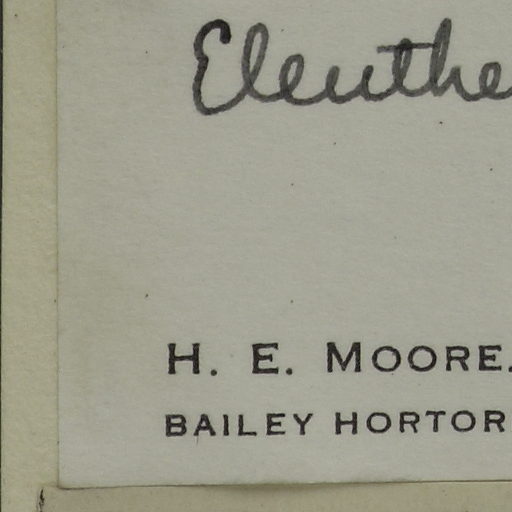 Eleuthe
H. E. MOORE.
BAILEY HORTOR